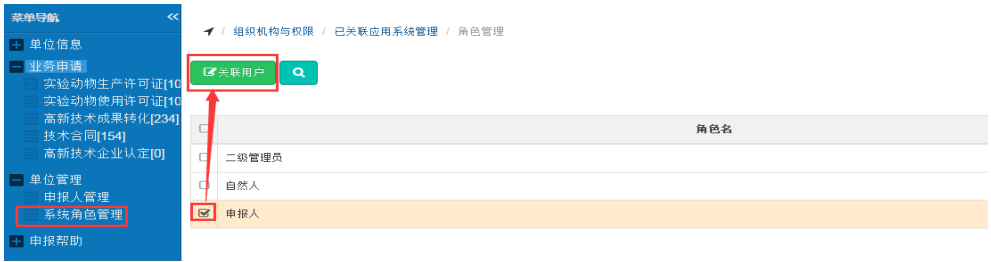 菜单导航 <<
单位信息
业务申请
实验动物生产许可证[10
实验动物使用许可证[10
高新技术成果转化[234]
技术合同[154]
高新技术企业认定[0]
单位管理
申报人管理
系统角色管理
申报帮助
/ 组织机构与权限 / 已关联应用系统管理 / 角色管理
关联用户
角色名
二级管理员
自然人
申报人